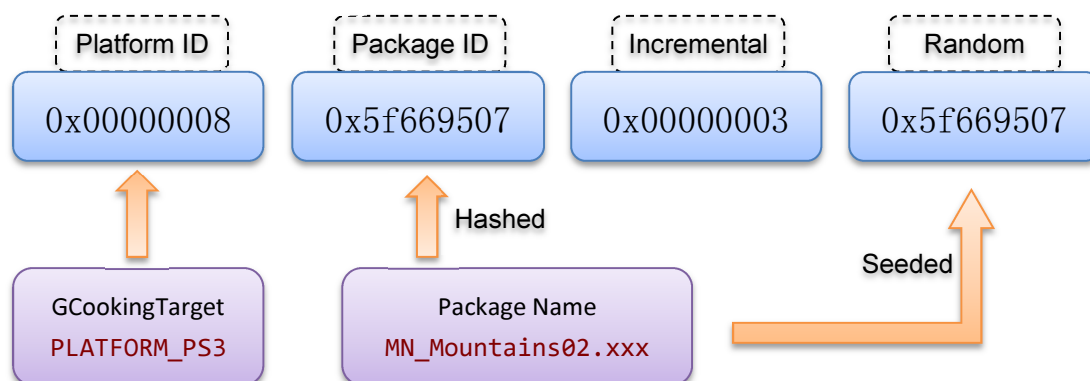 Platform ID
Package ID
Incremental
Random
0x00000008
0x5f669507
0x00000003
0x5f669507
Hashed
Seeded
GCookingTarget
PLATFORM_PS3
Package Name
MN_Mountains02.xxx